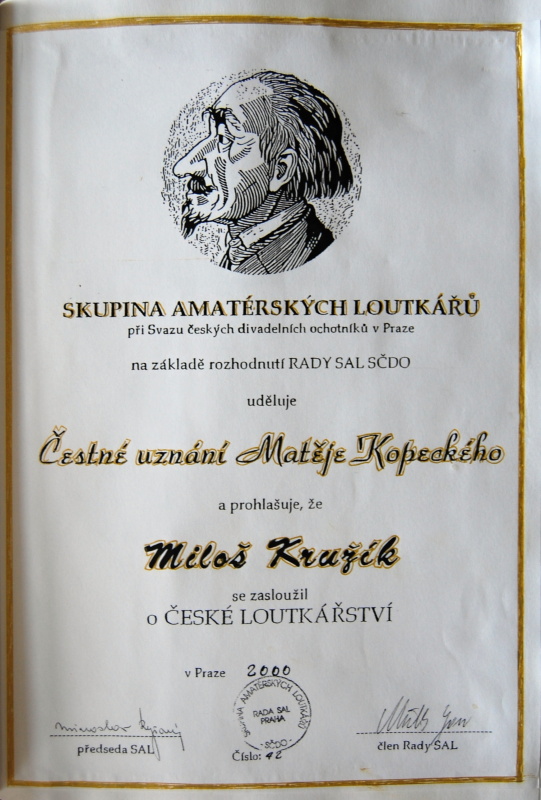 SKUPINA AMATÉRSKÝCH LOUTKÁŘŮ
při Svazu českých divadelních ochotníků v Praze
na základě rozhodnutí RADY SAL SČDO
uděluje
Čestné uznání Matěje Kopeckého
a prohlašuje, že
Miloš Kružík
se zasloužil
o ČESKÉ LOUTKÁŘSTVÍ
v Praze 2000
SKUPINA AMATÉRSKÝCH LOUTKÁŘŮ
RADA SAL
PRAHA
-SČDO-
předseda SAL
Číslo: 42
člen Rady SAL